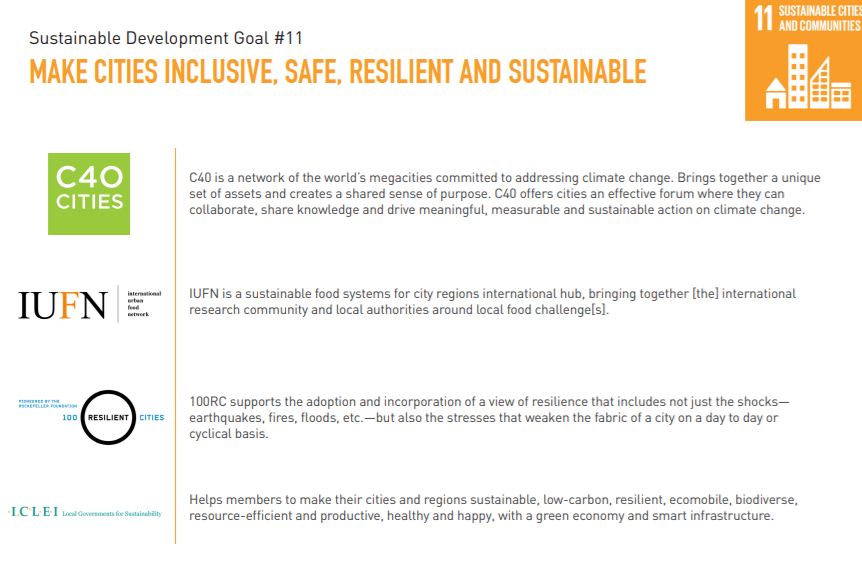 11 SUSTAINABLE CITIES
AND COMMUNITIES
Sustainable Development Goal #11
MAKE CITIES INCLUSIVE, SAFE, RESILIENT AND SUSTAINABLE
C40
CITIES
C40 is a network of the world's megacities committed to addressing climate change. Brings together a unique
set of assets and creates a shared sense of purpose. C40 offers cities an effective forum where they can
collaborate, share knowledge and drive meaningful, measurable and sustainable action on climate change.
IUFN
international
urban
food
network
IUFN is a sustainable food systems for city regions international hub, bringing together [the] international
research community and local authorities around local food challenge[s].
PIONEERED BY THE
ROCKEFELLER FOUNDATION
100 RESILIENT CITIES
100RC supports the adoption and incorporation of a view of resilience that includes not just the shocks—
earthquakes, fires, floods, etc.—but also the stresses that weaken the fabric of a city on a day to day or
cyclical basis.
·I.C·L·E·I Local Governments for Sustainability
Helps members to make their cities and regions sustainable, low-carbon, resilient, ecomobile, biodiverse,
resource-efficient and productive, healthy and happy, with a green economy and smart infrastructure.